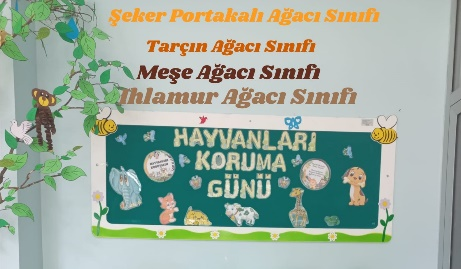 Şeker Portakalı Ağacı Sınıfı
Tarçın Ağacı Sınıfı
Meşe Ağacı Sınıfı
Ihlamur Ağacı Sınıfı
HAYVANLARI
KORUMA
GÜNÜ